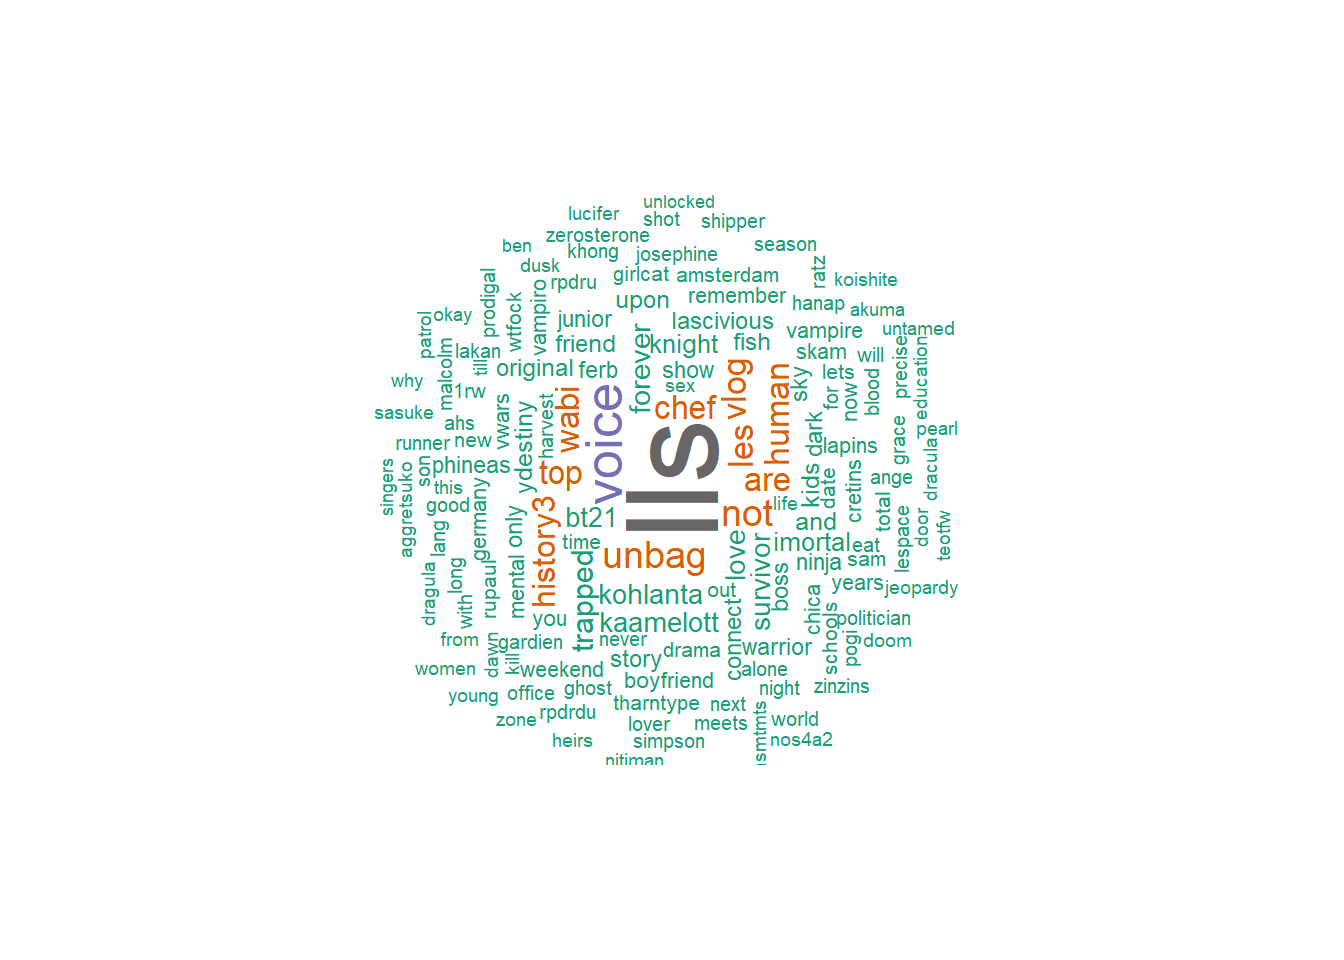 unlocked
lucifer
shot
shipper
zerosterone
season
ben
khong
josephine
dusk
girlcat
amsterdam
ratz
koishite
prodigal
rpdru
vampiro
upon
remember
hanap
akuma
okay
patrol
wtfock
junior
lascivious
vampire
untamed
forever
knight
fish
friend
lakan
malcolm
till
original
ferb
show
skam
will
precise
education
why
1rw
sex
vlog
human
sky
lets
for
now
blood
sasuke
ahs
vwars
ydestiny
harvest
wabi
voice
chef
les
dark
grace
pearl
runner
new
lls
lapins
phineas
son
top
are
kids
date
cretins
ange
dracula
singers
aggretsuko
this
good
germany
only
history3
bt21
not
life
and
total
lespace
door
teotfw
lang
time
unbag
love
survivor
imortal
eat
sam
ninja
long
mental
rupaul
dragula
with
trapped
kohlanta
out
boss
years
jeopardy
you
kaamelott
connect
chica
schools
politician
pogi
doom
from
gardien
never
drama
warrior
women
dawn
kill
weekend
story
alone
young
office
ghost
boyfriend
night
zinzins
zone
rpdrdu
tharntype
next
lover
meets
world
heirs
simpson
nos4a2
nitiman